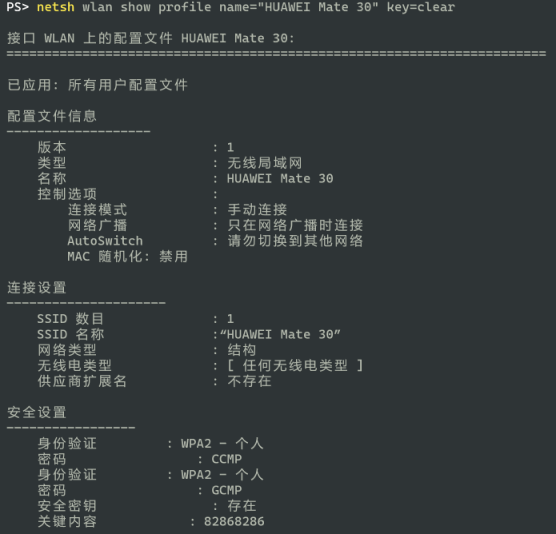 PS> netsh wlan show profile name="HUAWEI Mate 30" key=clear
接口 WLAN 上的配置文件 HUAWEI Mate 30:
=======================================================================
已应用: 所有用户配置文件
配置文件信息
-------------------
版本 : 1
类型 : 无线局域网
名称 : HUAWEI Mate 30
控制选项 :
连接模式 : 手动连接
网络广播 : 只在网络广播时连接
AutoSwitch : 请勿切换到其他网络
MAC 随机化: 禁用
连接设置
---------------------
SSID 数目 : 1
SSID 名称 :“HUAWEI Mate 30”
网络类型 : 结构
无线电类型 : [ 任何无线电类型 ]
供应商扩展名 : 不存在
安全设置
-----------------
身份验证 : WPA2 - 个人
密码 : CCMP
身份验证 : WPA2 - 个人
密码 : GCMP
安全密钥 : 存在
关键内容 : 82868286